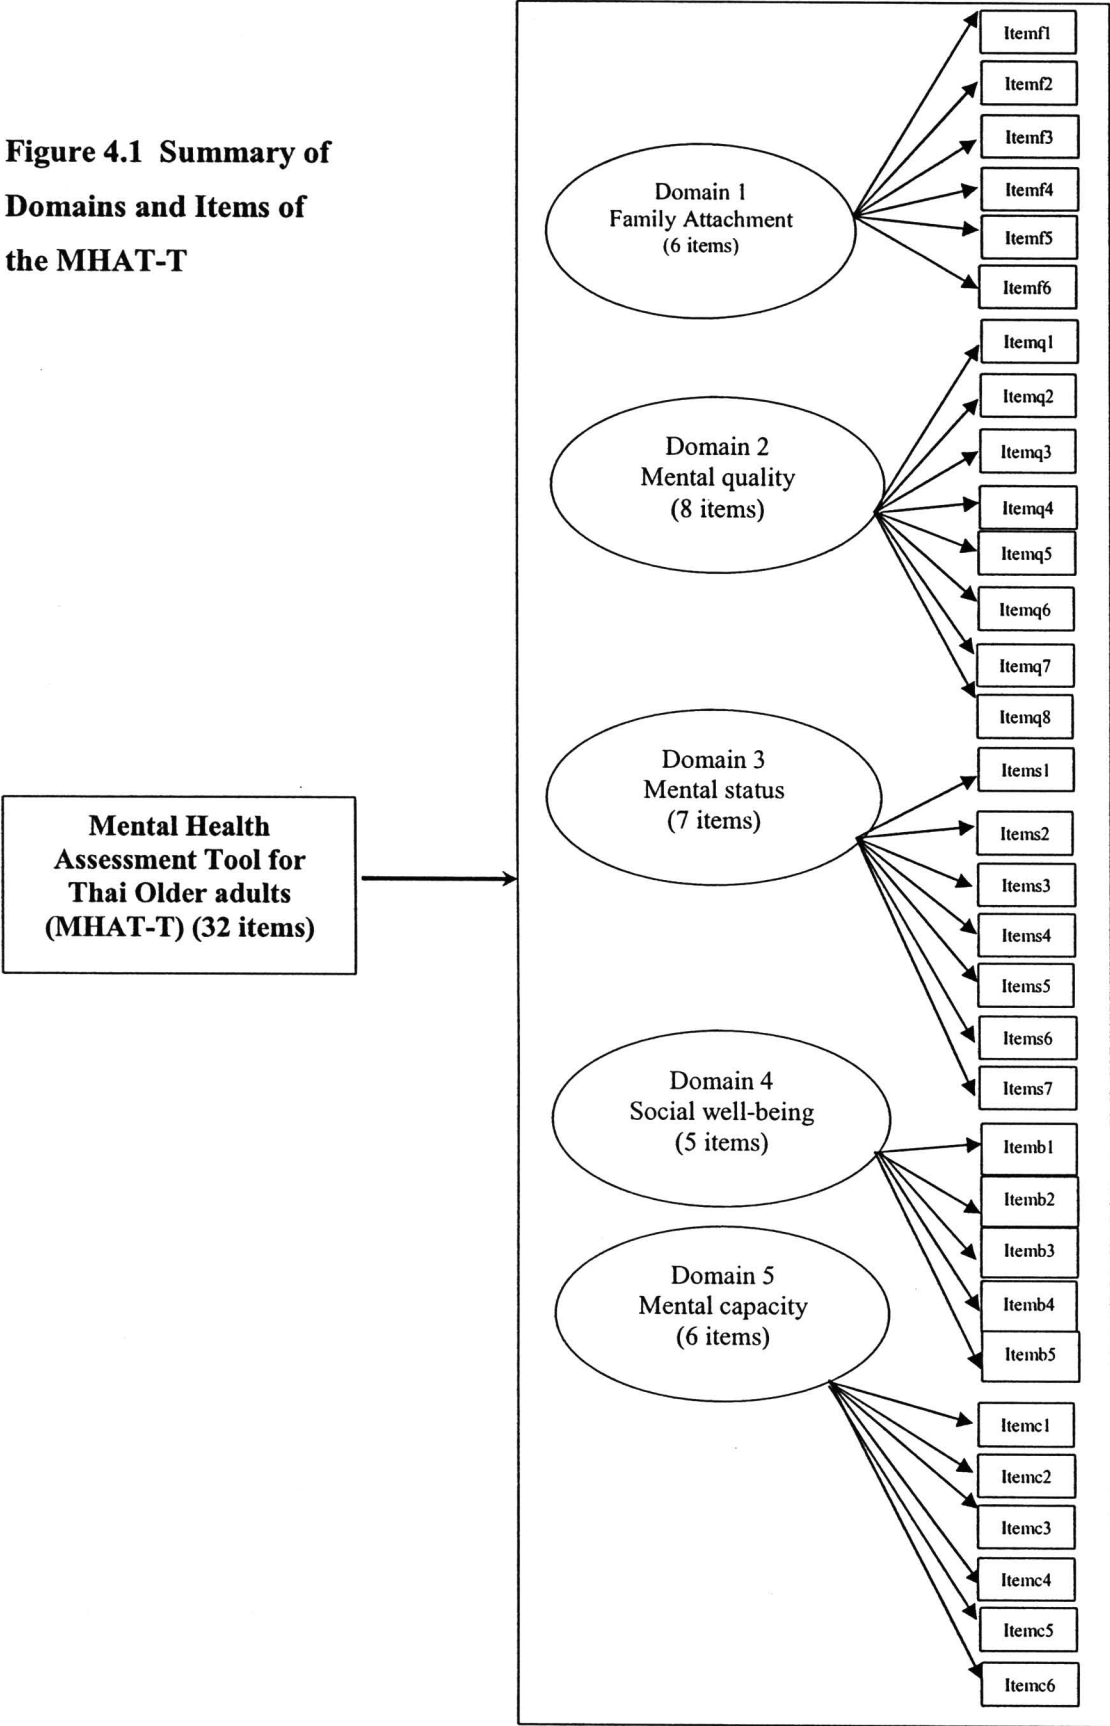 Figure 4.1 Summary of
Domains and Items of
the MHAT-T
Mental Health
Assessment Tool for
Thai Older adults
(MHAT-T) (32 items)
Domain 1
Family Attachment
(6 items)
Itemf1
Itemf2
Itemf3
Itemf4
Itemf5
Itemf6
Domain 2
Mental quality
(8 items)
Itemq1
Itemq2
Itemq3
Itemq4
Itemq5
Itemq6
Itemq7
Itemq8
Domain 3
Mental status
(7 items)
Items1
Items2
Items3
Items4
Items5
Items6
Items7
Domain 4
Social well-being
(5 items)
Itemb1
Itemb2
Itemb3
Itemb4
Itemb5
Domain 5
Mental capacity
(6 items)
Itemc1
Itemc2
Itemc3
Itemc4
Itemc5
Itemc6